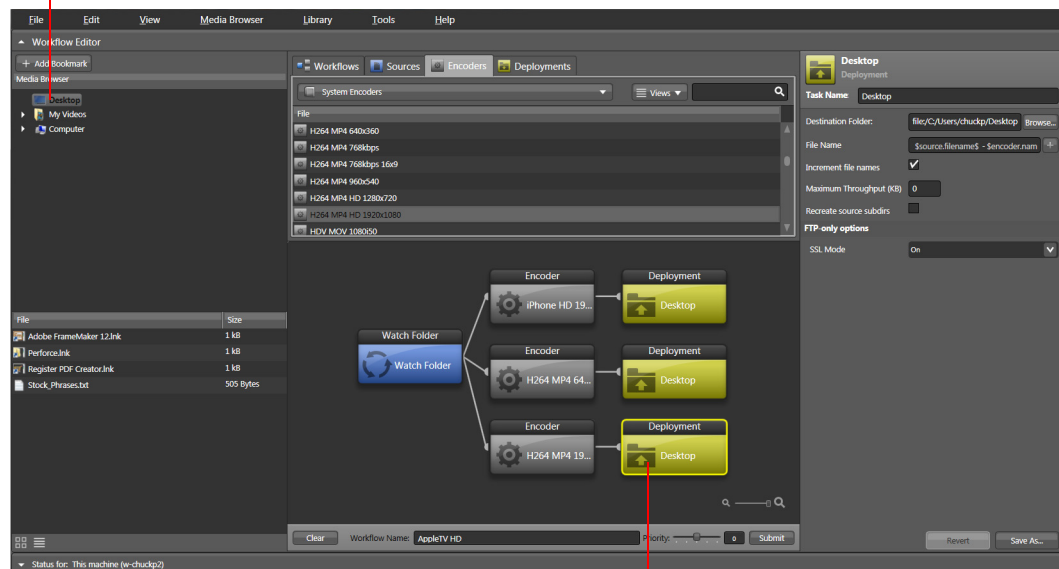 File Edit View Media Browser Library Tools Help
Workflow Editor
+ Add Bookmark
Media Browser
Desktop
My Videos
Computer
File Size
Adobe FrameMaker 12.lnk 1 kB
Perforce.lnk 1 kB
Register PDF Creator.lnk 1 kB
Stock_Phrases.txt 505 Bytes
Workflows Sources Encoders Deployments
System Encoders Views
File
H264 MP4 640x360
H264 MP4 768kbps
H264 MP4 768kbps 16x9
H264 MP4 960x540
H264 MP4 HD 1280x720
H264 MP4 HD 1920x1080
HDV MOV 1080i50
Encoder Deployment
iPhone HD 19... Desktop
Watch Folder
Watch Folder
Encoder Deployment
H264 MP4 64... Desktop
Encoder Deployment
H264 MP4 19... Desktop
Clear Workflow Name: AppleTV HD Priority: 0 Submit
Desktop
Deployment
Task Name Desktop
Destination Folder: file:/C:/Users/chuckp/Desktop Browse...
File Name $source.filename$ - $encoder.nam +
Increment file names
Maximum Throughput (KB) 0
Recreate source subdirs
FTP-only options
SSL Mode On
Revert Save As...
Status for: This machine (w-chuckp2)